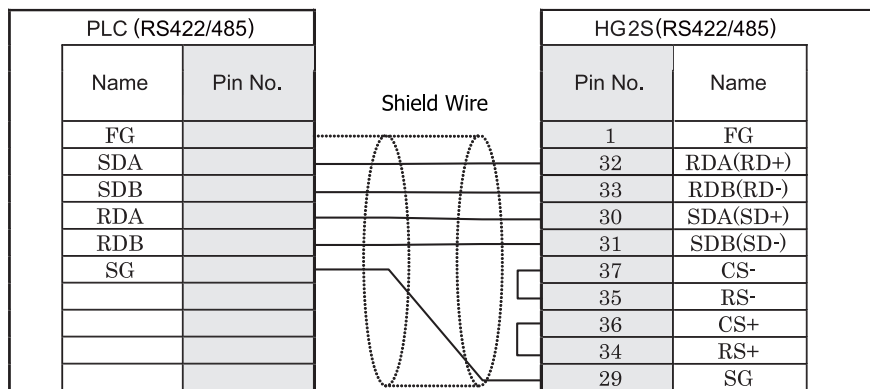 PLC (RS422/485)
HG2S(RS422/485)
Name Pin No. Shield Wire Pin No. Name
FG 1 FG
SDA 32 RDA(RD+)
SDB 33 RDB(RD-)
RDA 30 SDA(SD+)
RDB 31 SDB(SD-)
SG 37 CS-
35 RS-
36 CS+
34 RS+
29 SG